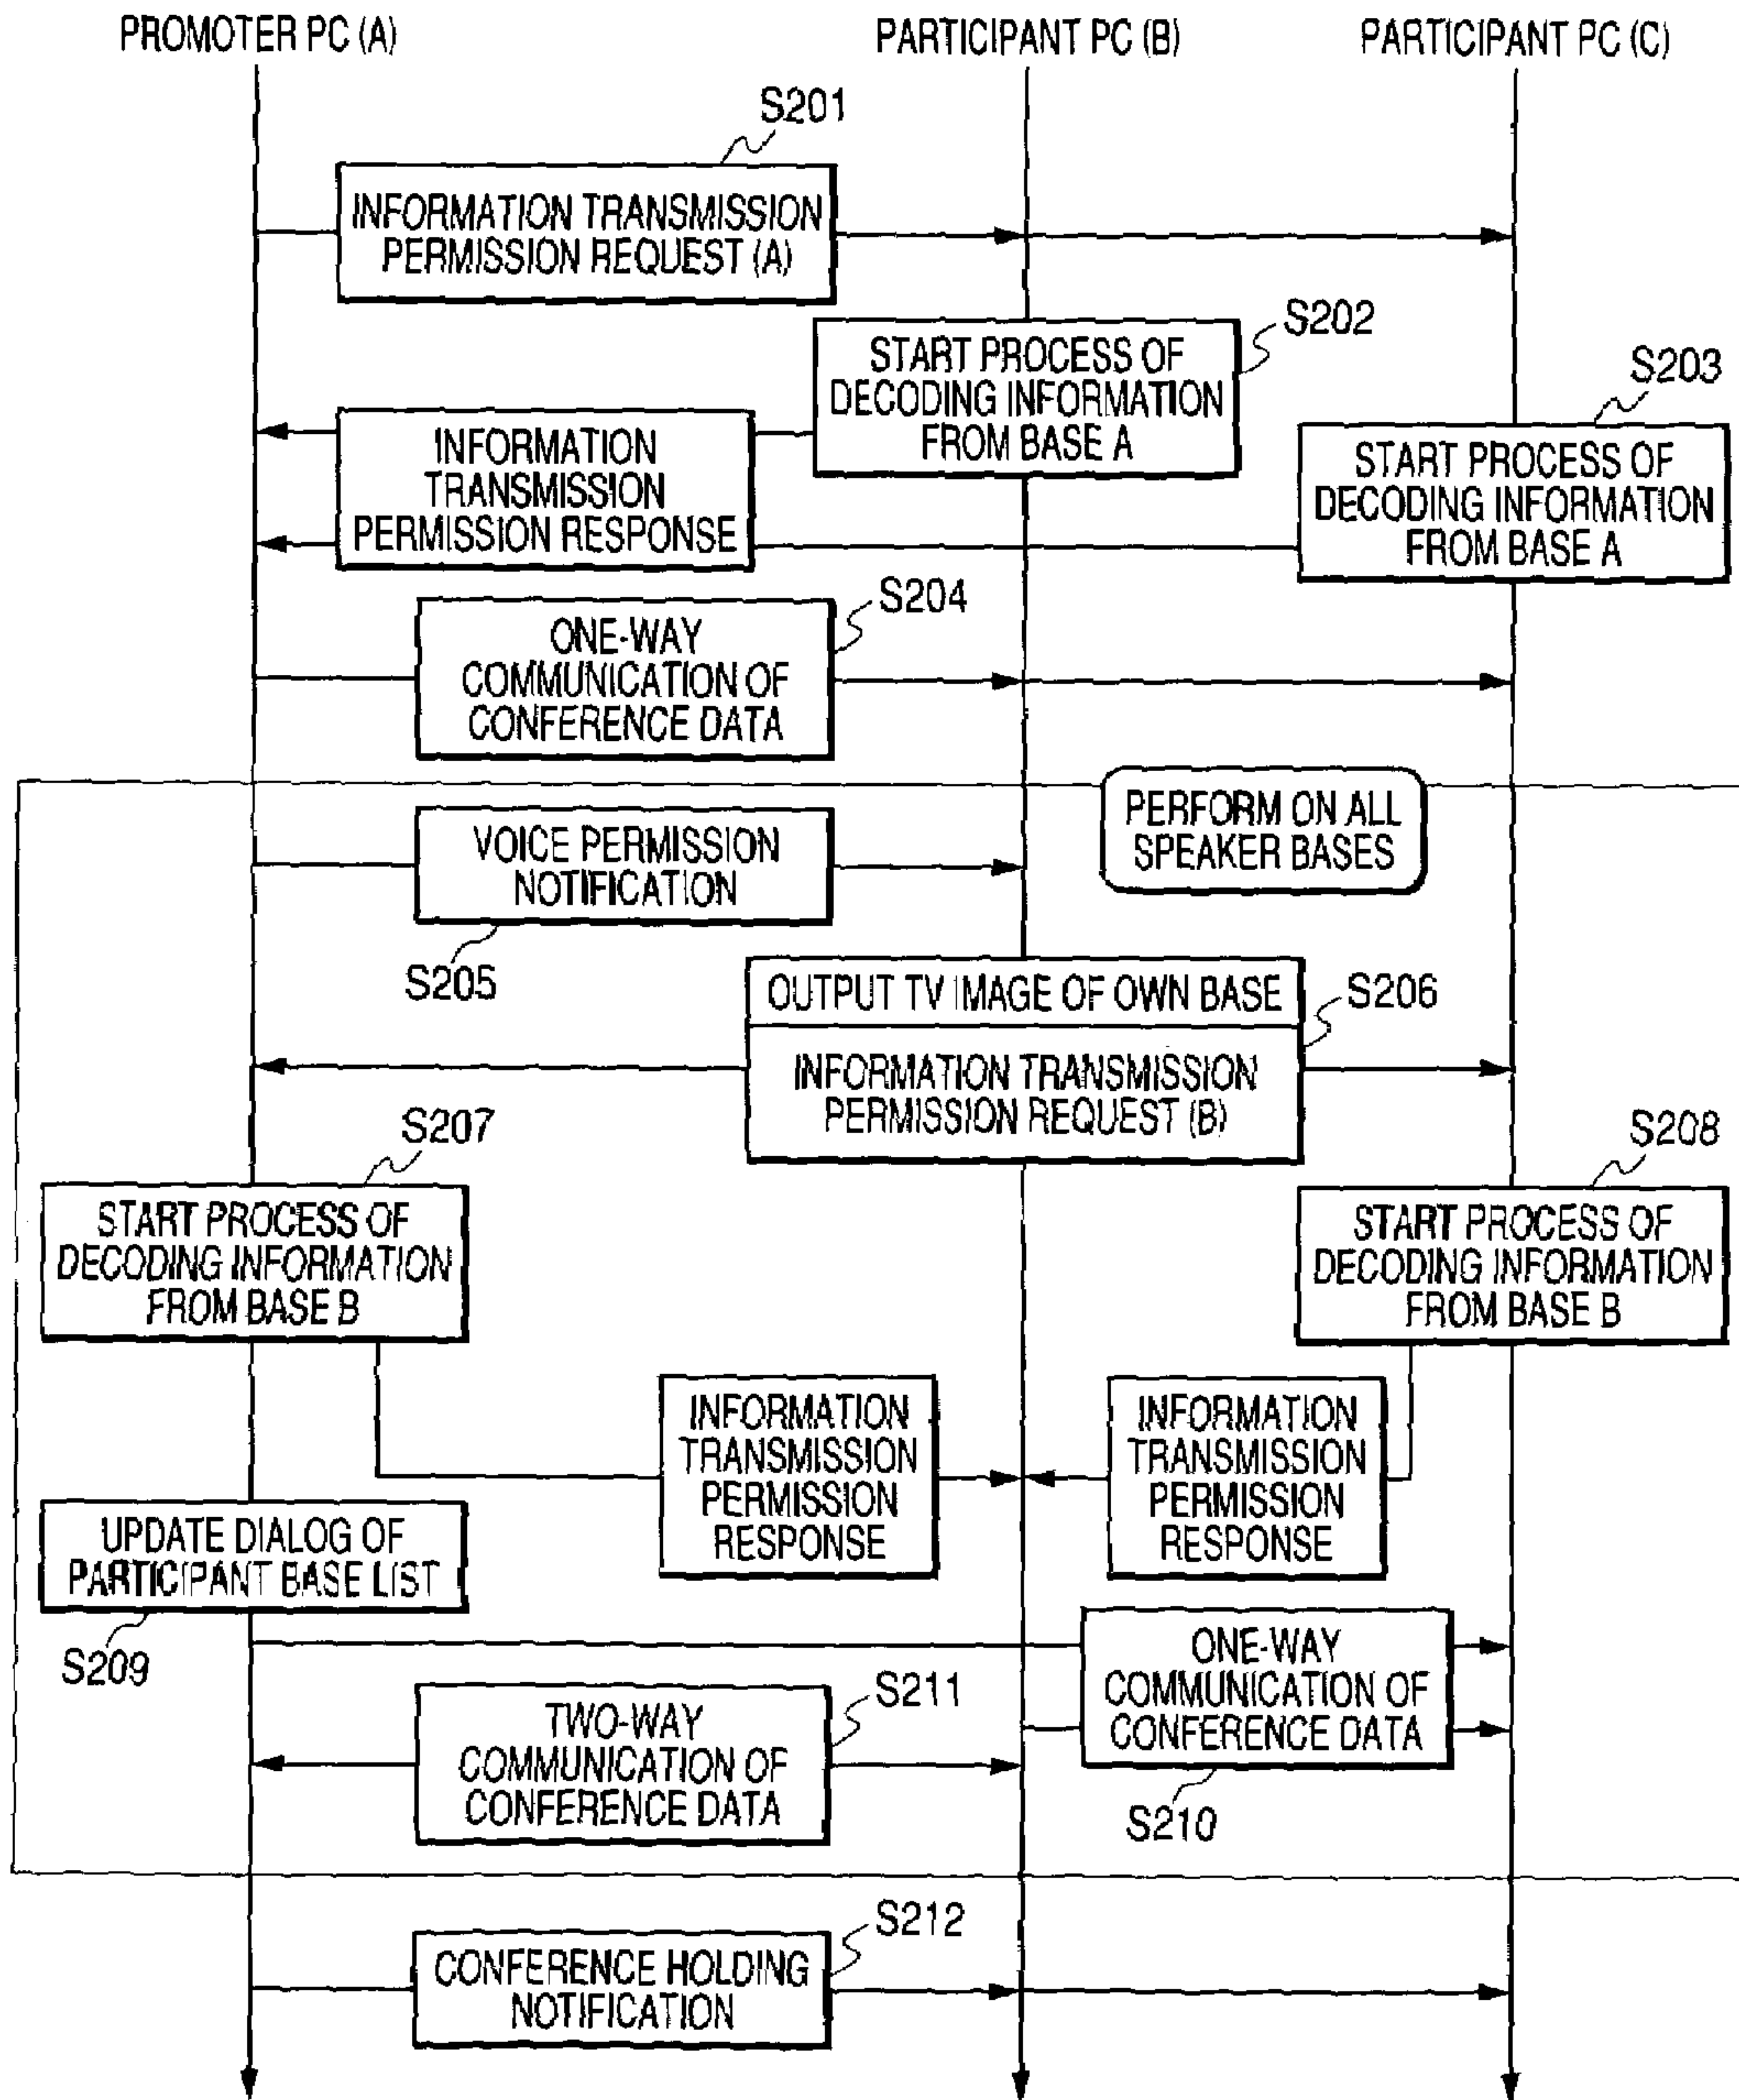 PROMOTER PC (A)
PARTICIPANT PC (B)
PARTICIPANT PC (C)
S201
INFORMATION TRANSMISSION
PERMISSION REQUEST (A)
S202
START PROCESS OF
DECODING INFORMATION
FROM BASE A
S203
START PROCESS OF
DECODING INFORMATION
FROM BASE A
INFORMATION
TRANSMISSION
PERMISSION RESPONSE
S204
ONE-WAY
COMMUNICATION OF
CONFERENCE DATA
PERFORM ON ALL
SPEAKER BASES
VOICE PERMISSION
NOTIFICATION
S205
OUTPUT TV IMAGE OF OWN BASE
S206
INFORMATION TRANSMISSION
PERMISSION REQUEST (B)
S207
START PROCESS OF
DECODING INFORMATION
FROM BASE B
S208
START PROCESS OF
DECODING INFORMATION
FROM BASE B
INFORMATION
TRANSMISSION
PERMISSION
RESPONSE
INFORMATION
TRANSMISSION
PERMISSION
RESPONSE
UPDATE DIALOG OF
PARTICIPANT BASE LIST
S209
ONE-WAY
COMMUNICATION OF
CONFERENCE DATA
S210
S211
TWO-WAY
COMMUNICATION OF
CONFERENCE DATA
S212
CONFERENCE HOLDING
NOTIFICATION